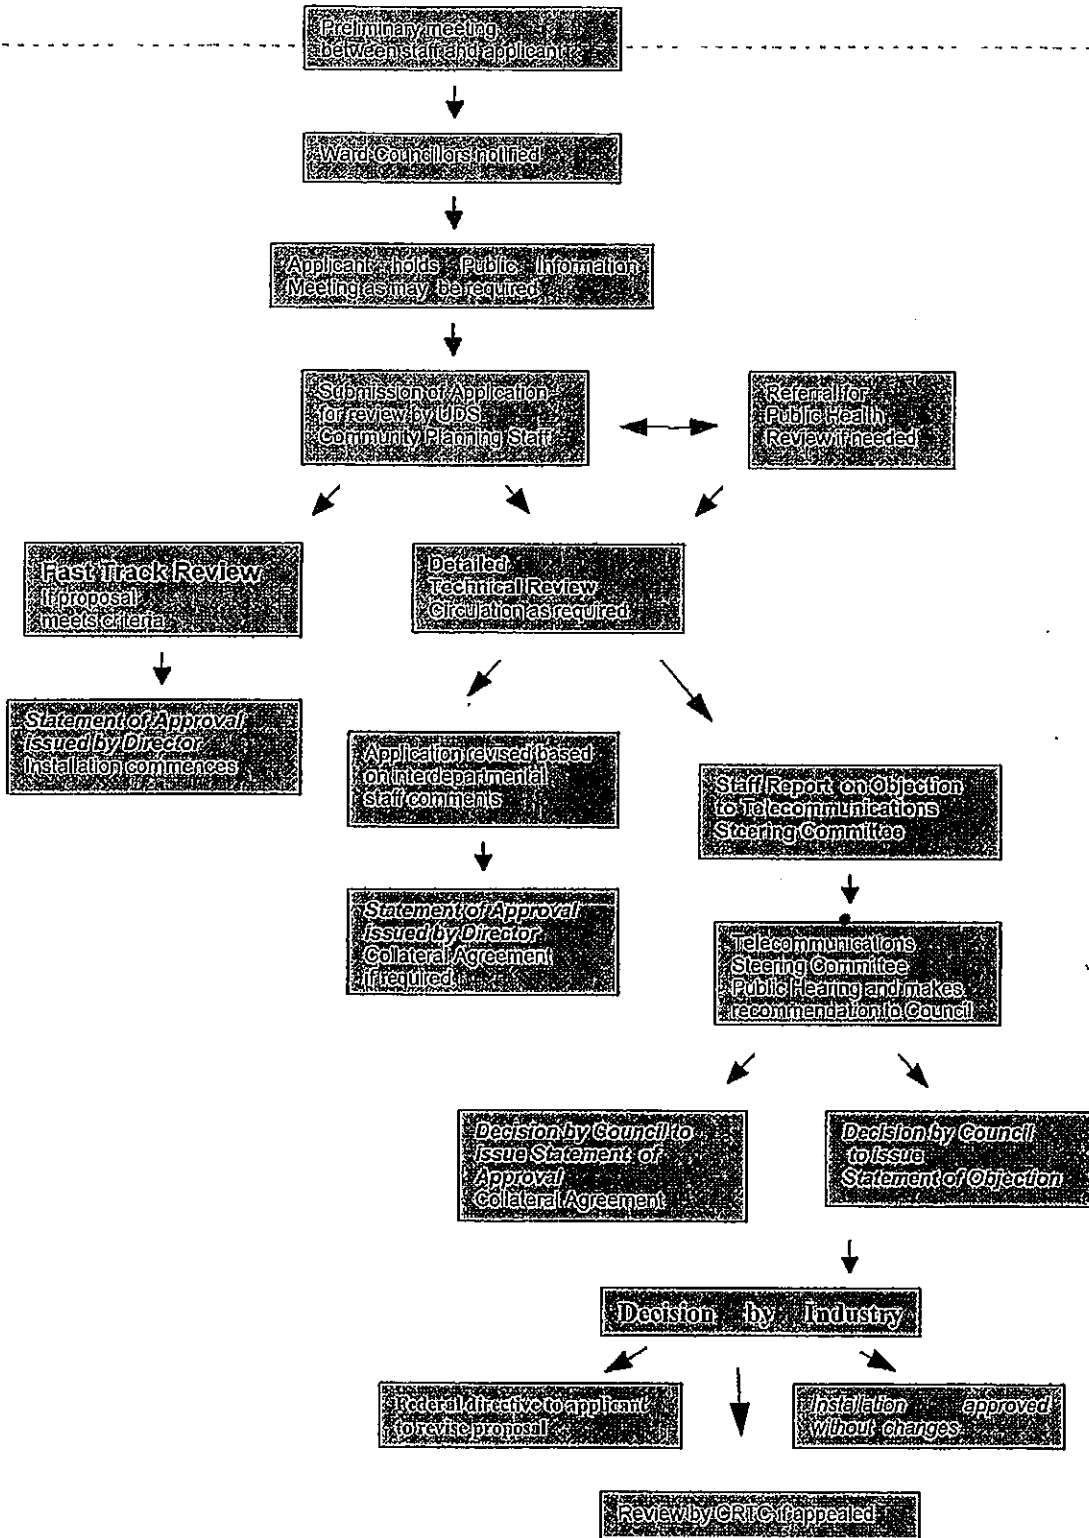 Preliminary meeting
between staff and applicant
Ward Councillors notified
Applicant holds Public Information
Meeting as may be required
Submission of Application
for review by UDS
Community Planning Staff
Referral for
Public Health
Review if needed
Fast Track Review
If proposal
meets criteria
Detailed
Technical Review
Circulation as required
Statement of Approval
issued by Director
Installation commences
Application revised based
on interdepartmental
staff comments
Staff Report on Objection
to Telecommunications
Steering Committee
Statement of Approval
issued by Director
Collateral Agreement
if required
Telecommunications
Steering Committee
Public Hearing and makes
recommendation to Council
Decision by Council to
issue Statement of
Approval
Collateral Agreement
Decision by Council
to issue
Statement of Objection
Decision by Industry
Federal directive to applicant
to revise proposal
Installation approved
without changes
Review by CRTC if appealed